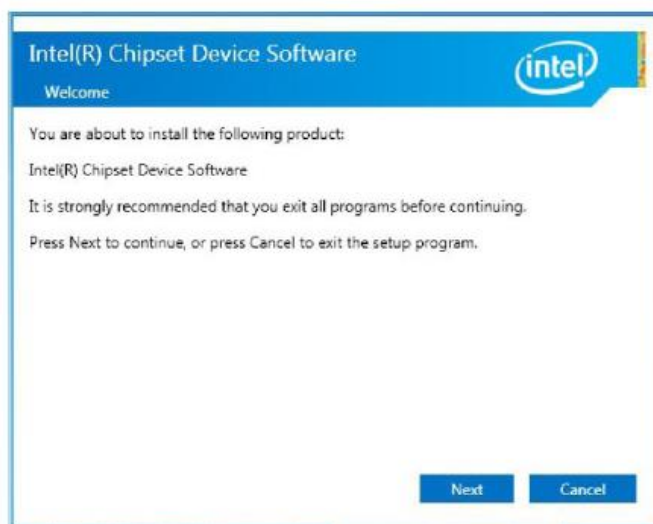 Intel(R) Chipset Device Software
intel
Welcome
You are about to install the following product:
Intel(R) Chipset Device Software
It is strongly recommended that you exit all programs before continuing.
Press Next to continue, or press Cancel to exit the setup program.
Next
Cancel